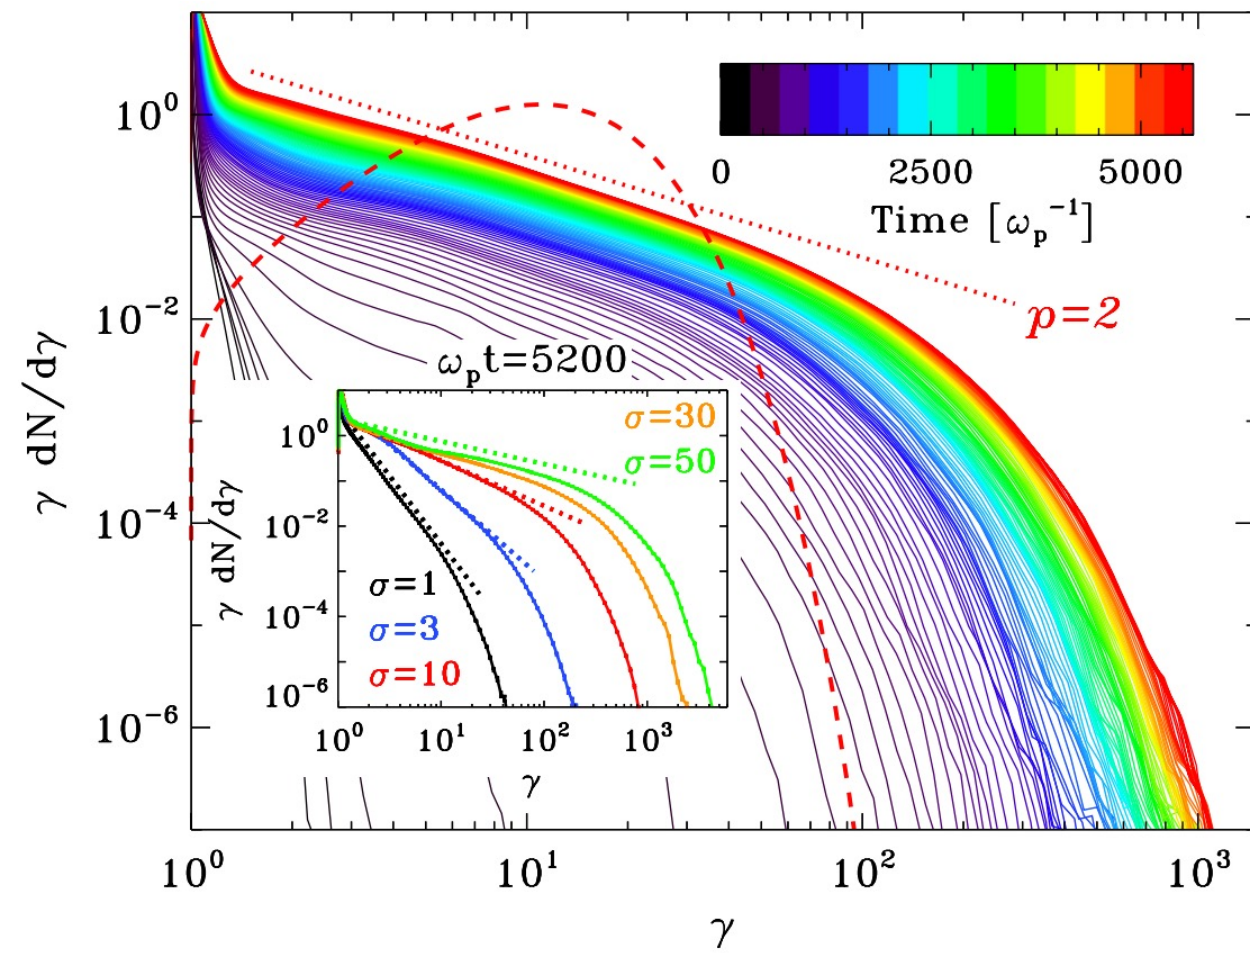 γ dN/dγ
10⁰
10⁻²
10⁻⁴
10⁻⁶
0 2500 5000
Time [ωₚ⁻¹]
p=2
ωₚt=5200
γ dN/dγ
10⁰
10⁻²
10⁻⁴
10⁻⁶
σ=30
σ=50
σ=1
σ=3
σ=10
10⁰ 10¹ 10² 10³
γ
10⁰ 10¹ 10² 10³
γ